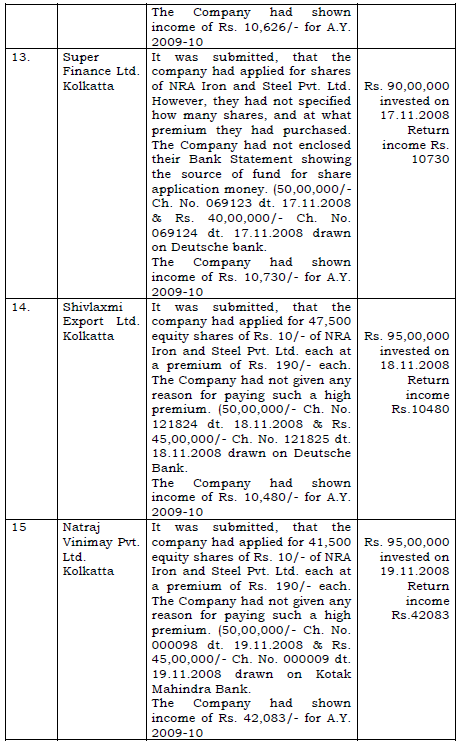 The Company had shown
income of Rs. 10,626/- for A.Y.
2009-10
13.
Super
Finance Ltd.
Kolkatta
It was submitted, that the
company had applied for shares
of NRA Iron and Steel Pvt. Ltd.
However, they had not specified
how many shares, and at what
premium they had purchased.
The Company had not enclosed
their Bank Statement showing
the source of fund for share
application money. (50,00,000/-
Ch. No. 069123 dt. 17.11.2008
& Rs. 40,00,000/- Ch. No.
069124 dt. 17.11.2008 drawn
on Deutsche bank.
The Company had shown
income of Rs. 10,730/- for A.Y.
2009-10
Rs. 90,00,000
invested on
17.11.2008
Return
income Rs.
10730
14.
Shivlaxmi
Export Ltd.
Kolkatta
It was submitted, that the
company had applied for 47,500
equity shares of Rs. 10/- of NRA
Iron and Steel Pvt. Ltd. each at
a premium of Rs. 190/- each.
The Company had not given any
reason for paying such a high
premium. (50,00,000/- Ch. No.
121824 dt. 18.11.2008 & Rs.
45,00,000/- Ch. No. 121825 dt.
18.11.2008 drawn on Deutsche
Bank.
The Company had shown
income of Rs. 10,480/- for A.Y.
2009-10
Rs. 95,00,000
invested on
18.11.2008
Return
income
Rs.10480
15
Natraj
Vinimay Pvt.
Ltd.
Kolkatta
It was submitted, that the
company had applied for 41,500
equity shares of Rs. 10/- of NRA
Iron and Steel Pvt. Ltd. each at
a premium of Rs. 190/- each.
The Company had not given any
reason for paying such a high
premium. (50,00,000/- Ch. No.
000098 dt. 19.11.2008 & Rs.
45,00,000/- Ch. No. 000009 dt.
19.11.2008 drawn on Kotak
Mahindra Bank.
The Company had shown
income of Rs. 42,083/- for A.Y.
2009-10
Rs. 95,00,000
invested on
19.11.2008
Return
income
Rs.42083